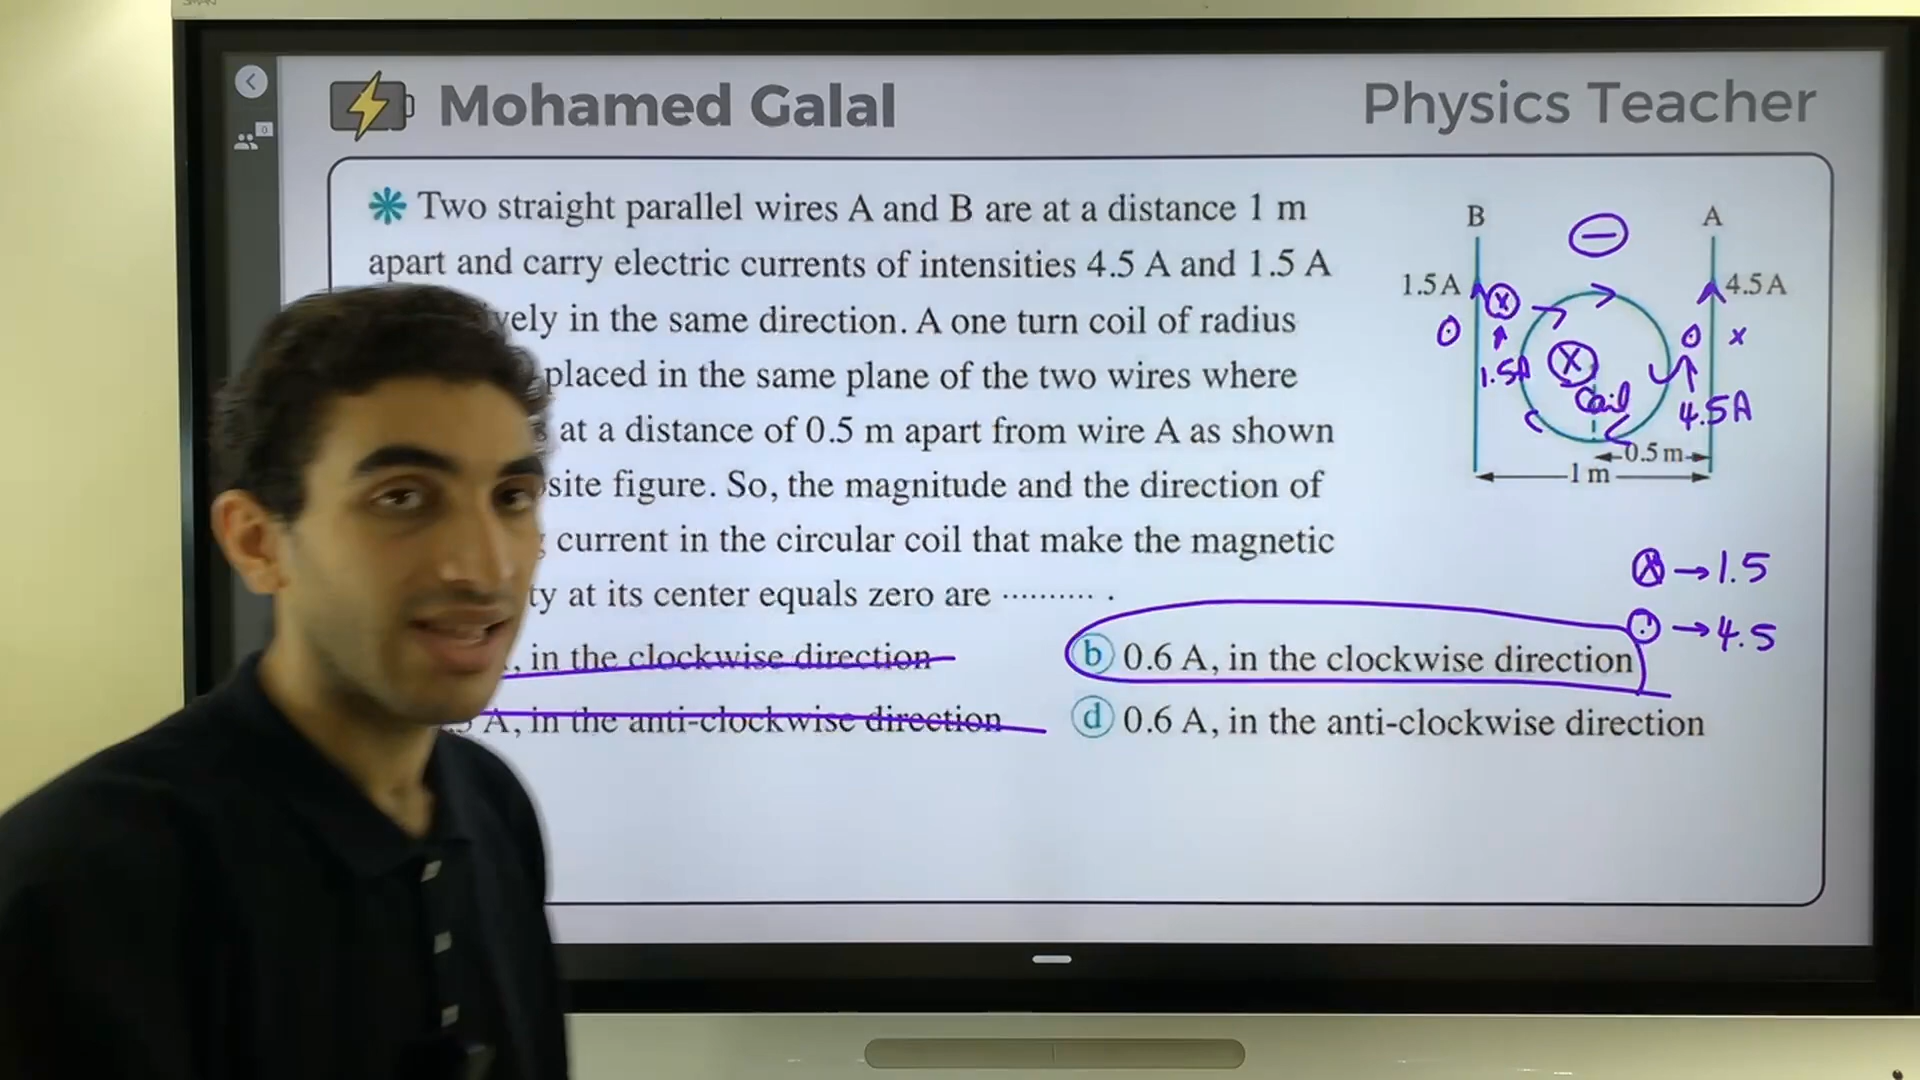 Mohamed Galal
Physics Teacher
Two straight parallel wires A and B are at a distance 1 m
apart and carry electric currents of intensities 4.5 A and 1.5 A
in the same direction. A one turn coil of radius
placed in the same plane of the two wires where
at a distance of 0.5 m apart from wire A as shown
figure. So, the magnitude and the direction of
current in the circular coil that make the magnetic
at its center equals zero are .......... .
, in the clockwise direction
b 0.6 A, in the clockwise direction
A, in the anti-clockwise direction
d 0.6 A, in the anti-clockwise direction
B
A
1.5 A
4.5 A
x
x
1.5A
x
Coil
4.5A
0.5 m
1 m
x → 1.5
→ 4.5
0